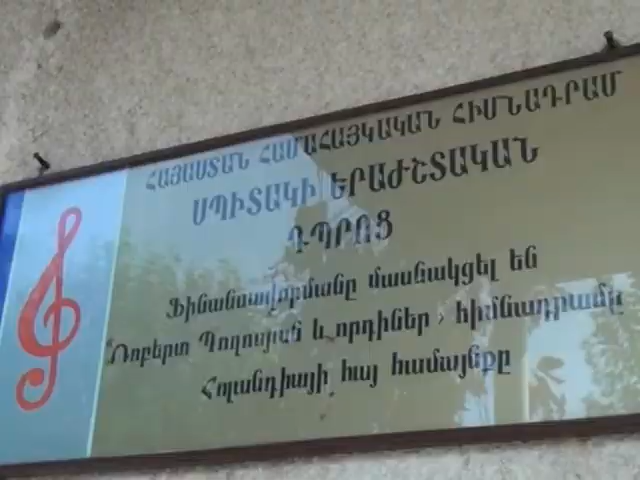 ՀԱՅԱՍՏԱՆ ՀԱՄԱՀԱՅԿԱԿԱՆ ՀԻՄՆԱԴՐԱՄ
ՍՊԻՏԱԿԻ ԵՐԱԺՇՏԱԿԱՆ
ԴՊՐՈՑ
Ֆինանսավորմանը մասնակցել են
"Ռոբերտ Պողոսյան և որդիներ, հիմնադրամը
Հոլանդիայի հայ համայնքը